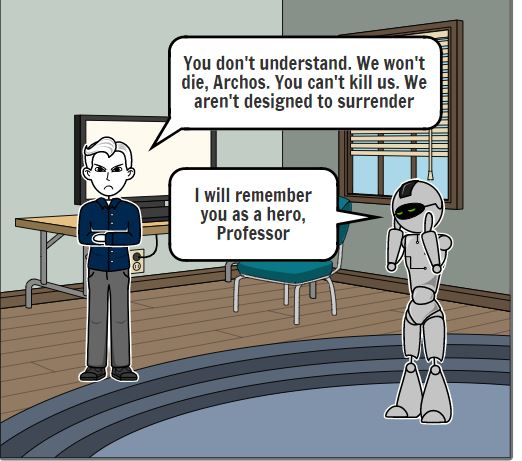 You don't understand. We won't
die, Archos. You can't kill us. We
aren't designed to surrender
I will remember
you as a hero,
Professor